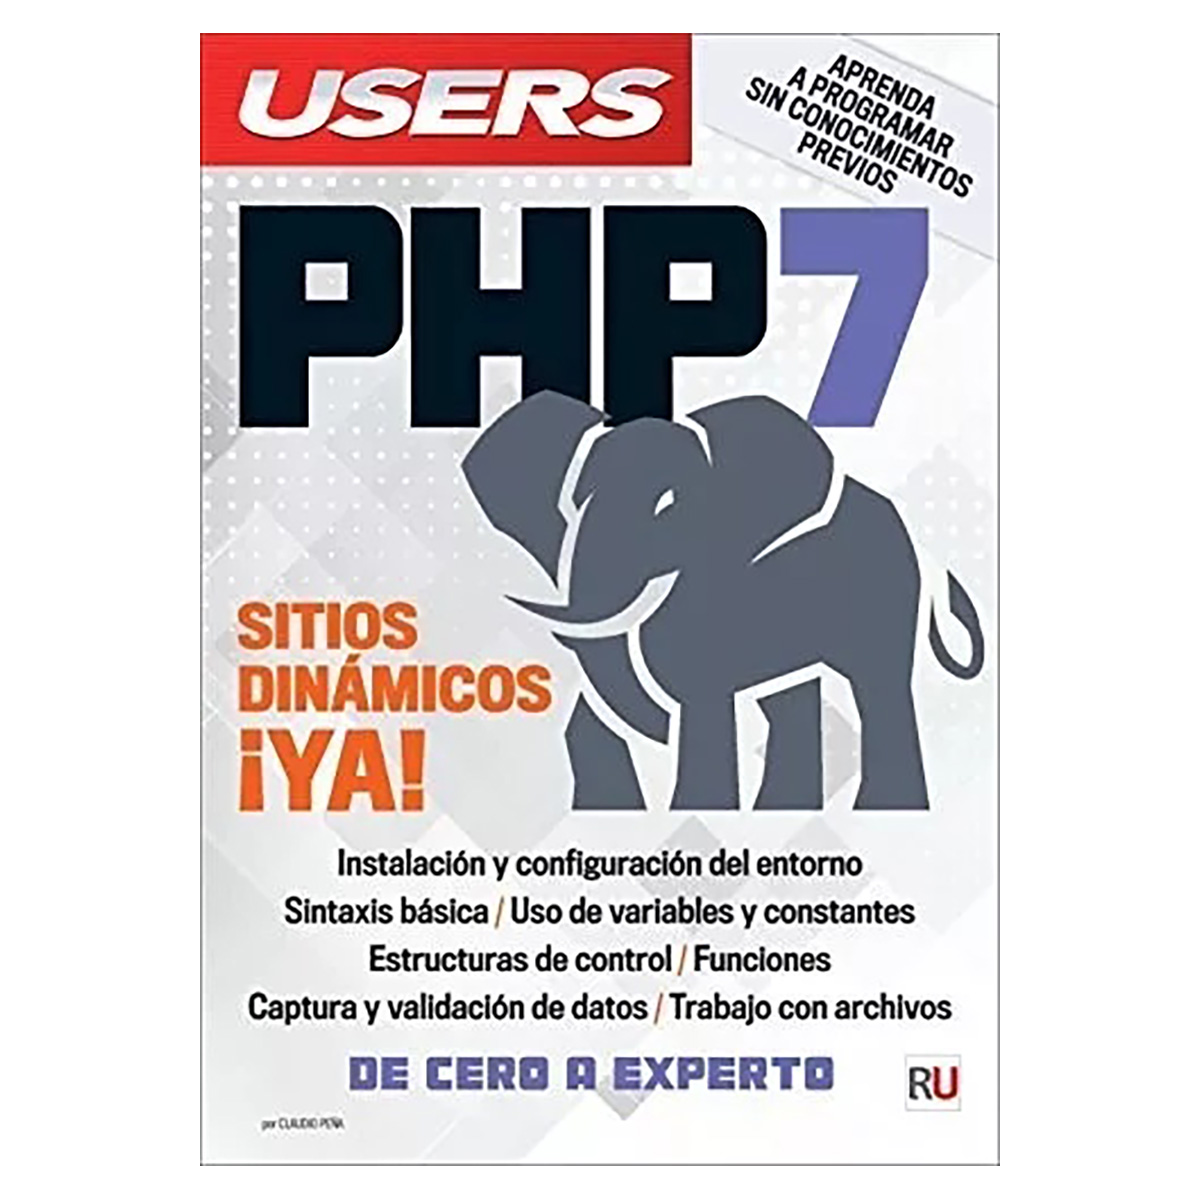 USERS
APRENDA
A PROGRAMAR
SIN CONOCIMIENTOS
PREVIOS
PHP7
SITIOS
DINÁMICOS
¡YA!
Instalación y configuración del entorno
Sintaxis básica / Uso de variables y constantes
Estructuras de control / Funciones
Captura y validación de datos / Trabajo con archivos
DE CERO A EXPERTO
RU
por CLAUDIO PEÑA